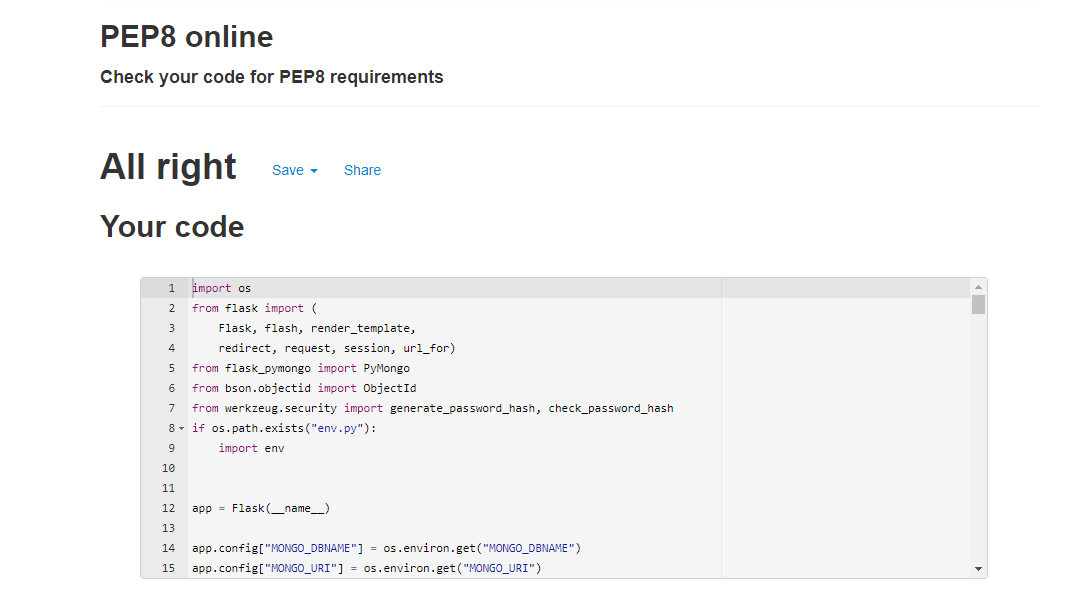 PEP8 online
Check your code for PEP8 requirements
All right Save Share
Your code
1 import os
2 from flask import (
3     Flask, flash, render_template,
4     redirect, request, session, url_for)
5 from flask_pymongo import PyMongo
6 from bson.objectid import ObjectId
7 from werkzeug.security import generate_password_hash, check_password_hash
8 if os.path.exists("env.py"):
9     import env
10
11
12 app = Flask(__name__)
13
14 app.config["MONGO_DBNAME"] = os.environ.get("MONGO_DBNAME")
15 app.config["MONGO_URI"] = os.environ.get("MONGO_URI")